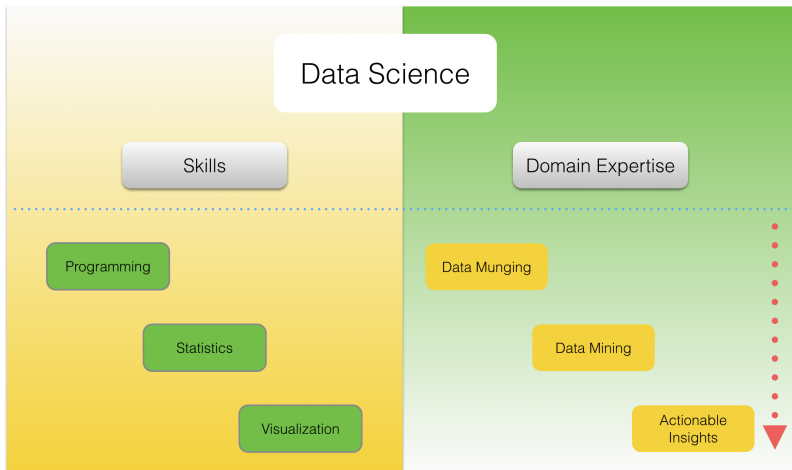 Data Science
Skills
Domain Expertise
Programming
Data Munging
Statistics
Data Mining
Visualization
Actionable
Insights